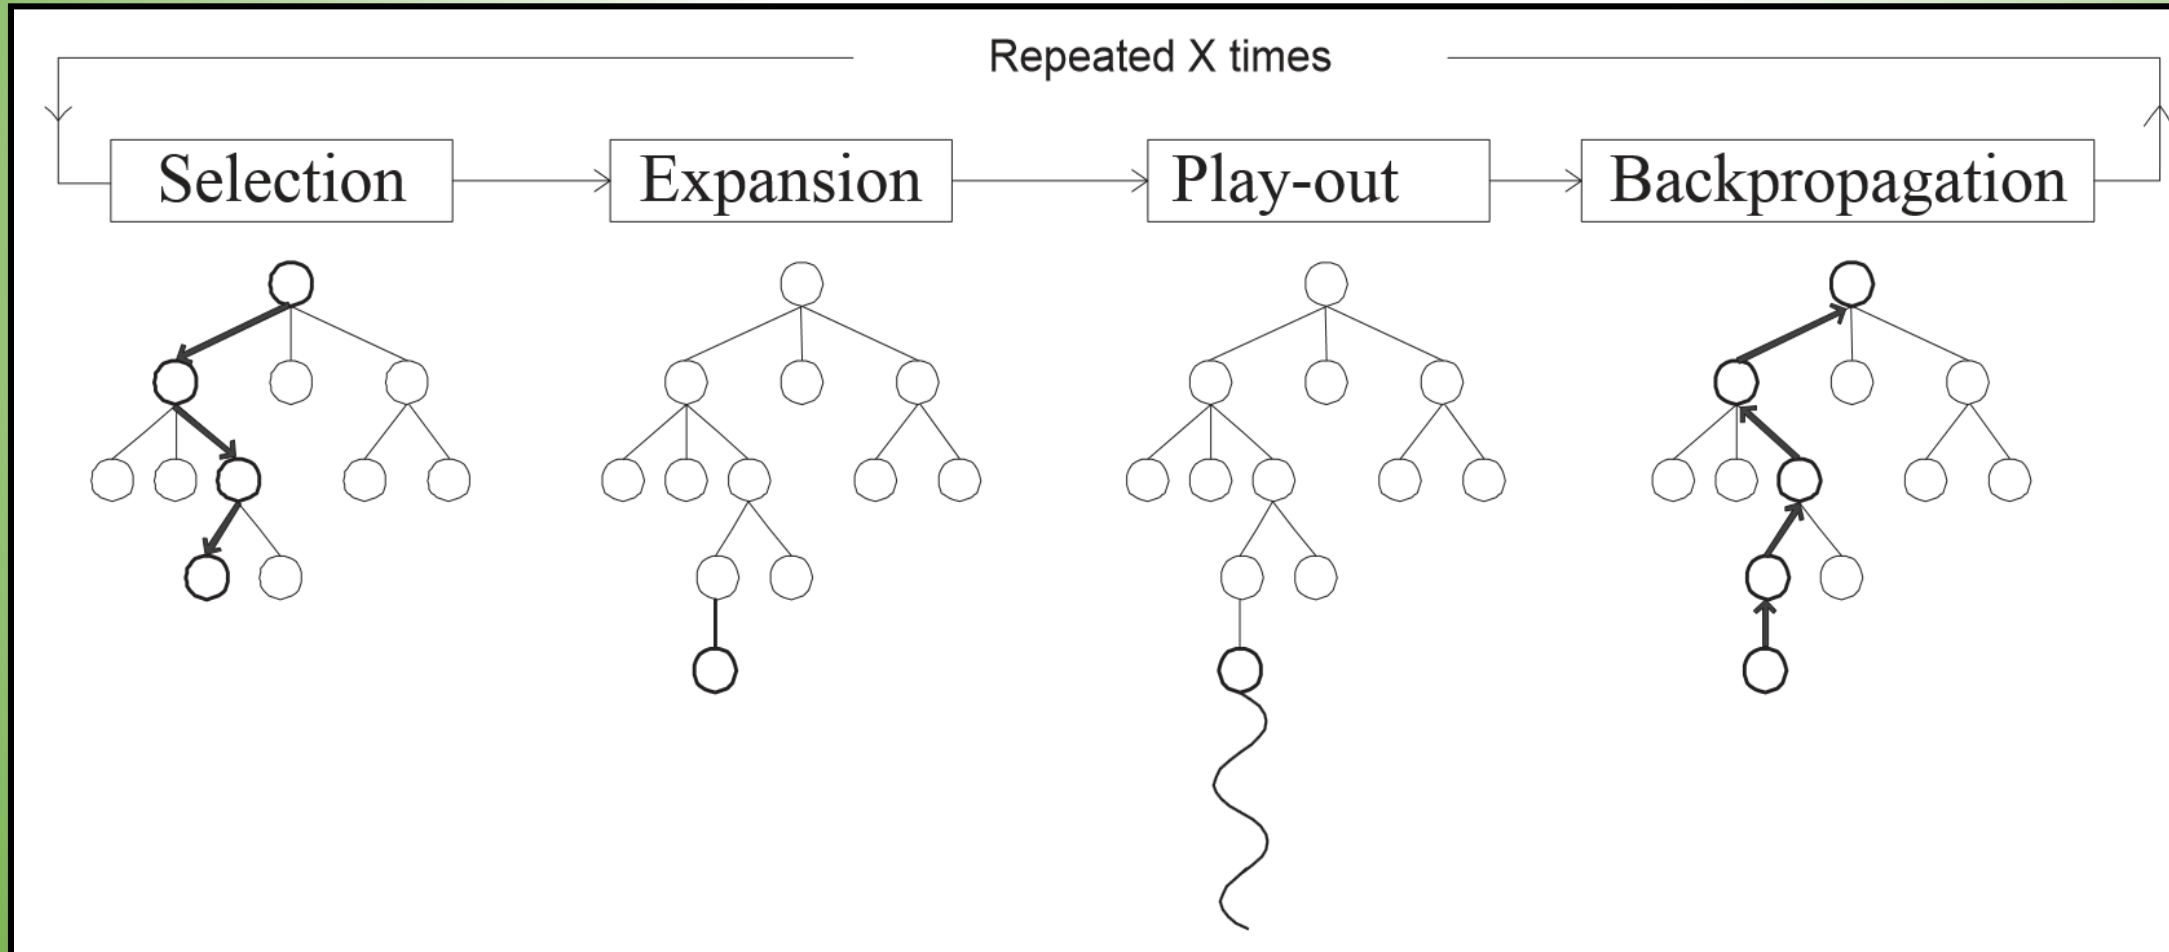 Repeated X times
Selection
Expansion
Play-out
Backpropagation